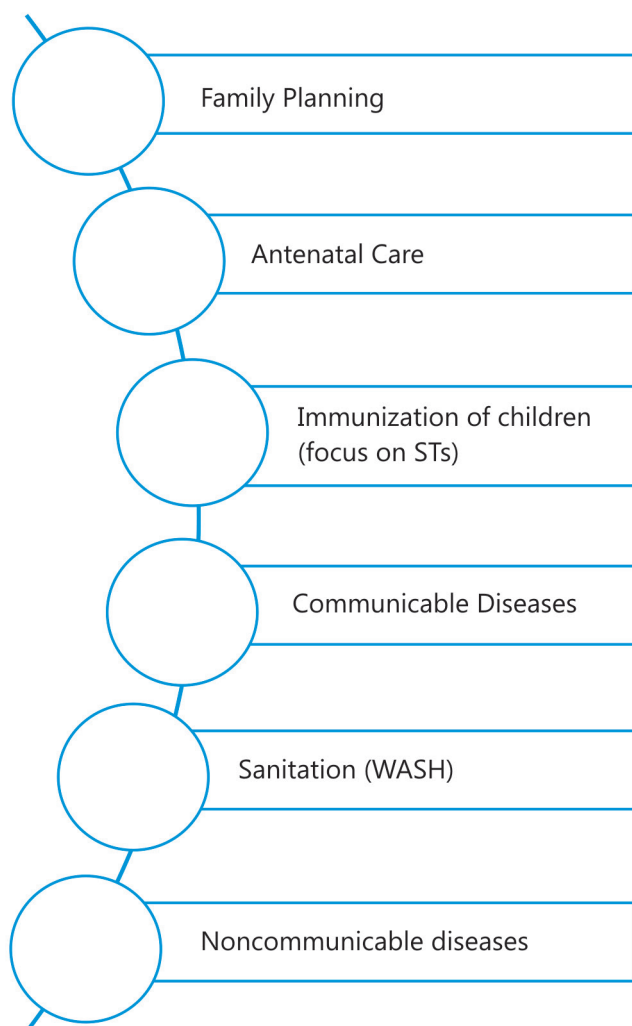 Family Planning
Antenatal Care
Immunization of children
(focus on STs)
Communicable Diseases
Sanitation (WASH)
Noncommunicable diseases